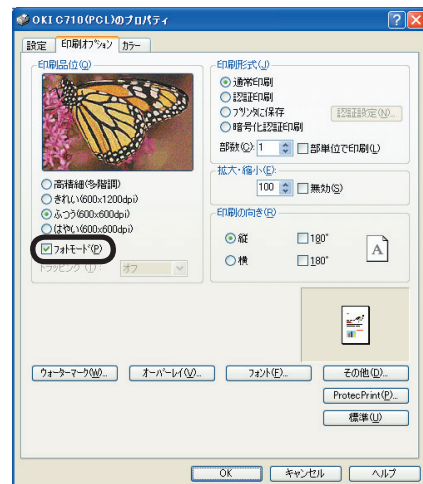 OKI C710(PCL)のプロパティ
設定 印刷オプション カラー
印刷品位(Q)
高精細(多階調)
きれい(600x1200dpi)
ふつう(600x600dpi)
はやい(600x600dpi)
フォトモード(P)
トラッピング(T): オフ
印刷形式(J)
通常印刷
認証印刷
プリンタに保存 認証設定(N)...
暗号化認証印刷
部数(C): 1 部単位で印刷(L)
拡大・縮小(E):
100 無効(S)
印刷の向き(R)
縦 180°
横 180°
A
ウォーターマーク(W)... オーバーレイ(V)... フォント(F)... その他(D)...
ProtecPrint(P)...
標準(U)
OK キャンセル ヘルプ